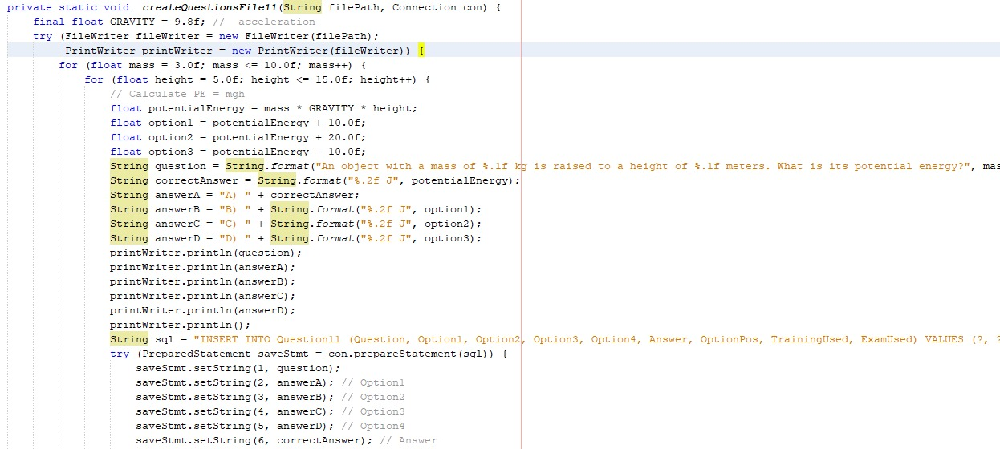 private static void  createQuestionsFile11(String filePath, Connection con) {
    final float GRAVITY = 9.8f; //  acceleration
    try (FileWriter fileWriter = new FileWriter(filePath);
         PrintWriter printWriter = new PrintWriter(fileWriter)) {
        for (float mass = 3.0f; mass <= 10.0f; mass++) {
            for (float height = 5.0f; height <= 15.0f; height++) {
                // Calculate PE = mgh
                float potentialEnergy = mass * GRAVITY * height;
                float option1 = potentialEnergy + 10.0f;
                float option2 = potentialEnergy + 20.0f;
                float option3 = potentialEnergy - 10.0f;
                String question = String.format("An object with a mass of %.1f kg is raised to a height of %.1f meters. What is its potential energy?", mas
                String correctAnswer = String.format("%.2f J", potentialEnergy);
                String answerA = "A) " + correctAnswer;
                String answerB = "B) " + String.format("%.2f J", option1);
                String answerC = "C) " + String.format("%.2f J", option2);
                String answerD = "D) " + String.format("%.2f J", option3);
                printWriter.println(question);
                printWriter.println(answerA);
                printWriter.println(answerB);
                printWriter.println(answerC);
                printWriter.println(answerD);
                printWriter.println();
                String sql = "INSERT INTO Question11 (Question, Option1, Option2, Option3, Option4, Answer, OptionPos, TrainingUsed, ExamUsed) VALUES (?, ?
                try (PreparedStatement saveStmt = con.prepareStatement(sql)) {
                    saveStmt.setString(1, question);
                    saveStmt.setString(2, answerA); // Option1
                    saveStmt.setString(3, answerB); // Option2
                    saveStmt.setString(4, answerC); // Option3
                    saveStmt.setString(5, answerD); // Option4
                    saveStmt.setString(6, correctAnswer); // Answer